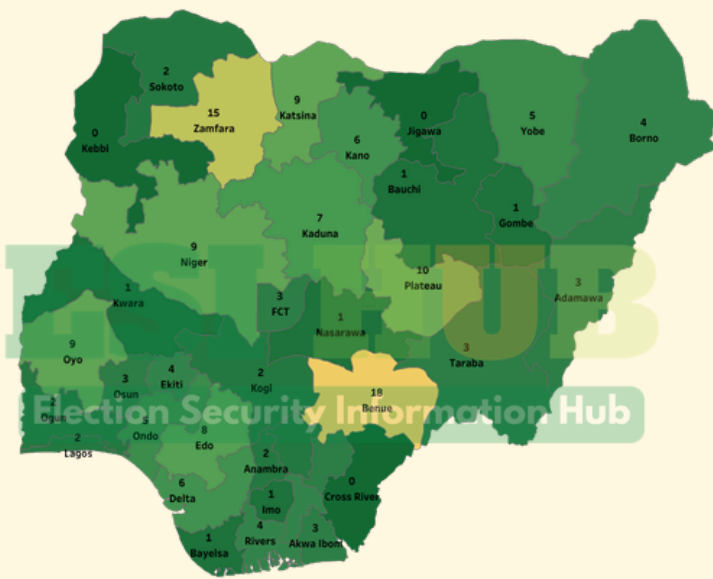 2
Sokoto
15
Zamfara
9
Katsina
0
Kebbi
6
Kano
0
Jigawa
5
Yobe
4
Borno
1
Bauchi
1
Gombe
7
Kaduna
9
Niger
10
Plateau
3
Adamawa
1
Kwara
3
FCT
1
Nasarawa
3
Taraba
9
Oyo
3
Osun
4
Ekiti
2
Kogi
18
Benue
2
Ogun
5
Ondo
8
Edo
2
Lagos
2
Anambra
6
Delta
1
Imo
0
Cross River
1
Bayelsa
4
Rivers
3
Akwa Ibom
HUB
Election Security Information Hub